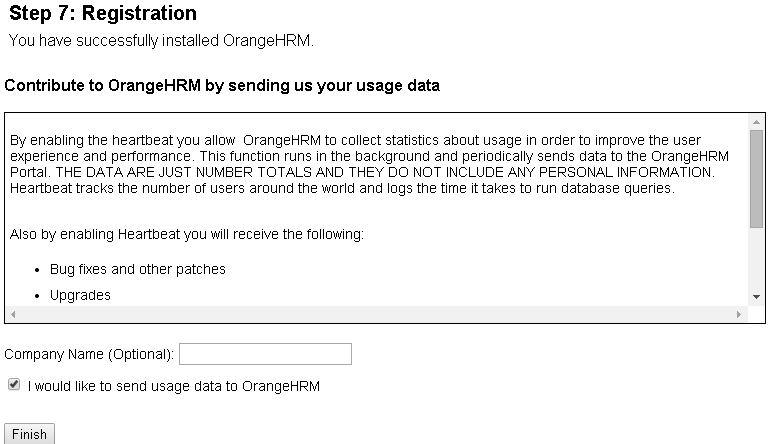 Step 7: Registration
You have successfully installed OrangeHRM.
Contribute to OrangeHRM by sending us your usage data
By enabling the heartbeat you allow  OrangeHRM to collect statistics about usage in order to improve the user
experience and performance. This function runs in the background and periodically sends data to the OrangeHRM
Portal. THE DATA ARE JUST NUMBER TOTALS AND THEY DO NOT INCLUDE ANY PERSONAL INFORMATION.
Heartbeat tracks the number of users around the world and logs the time it takes to run database queries.
Also by enabling Heartbeat you will receive the following:
• Bug fixes and other patches
• Upgrades
Company Name (Optional):
I would like to send usage data to OrangeHRM
Finish